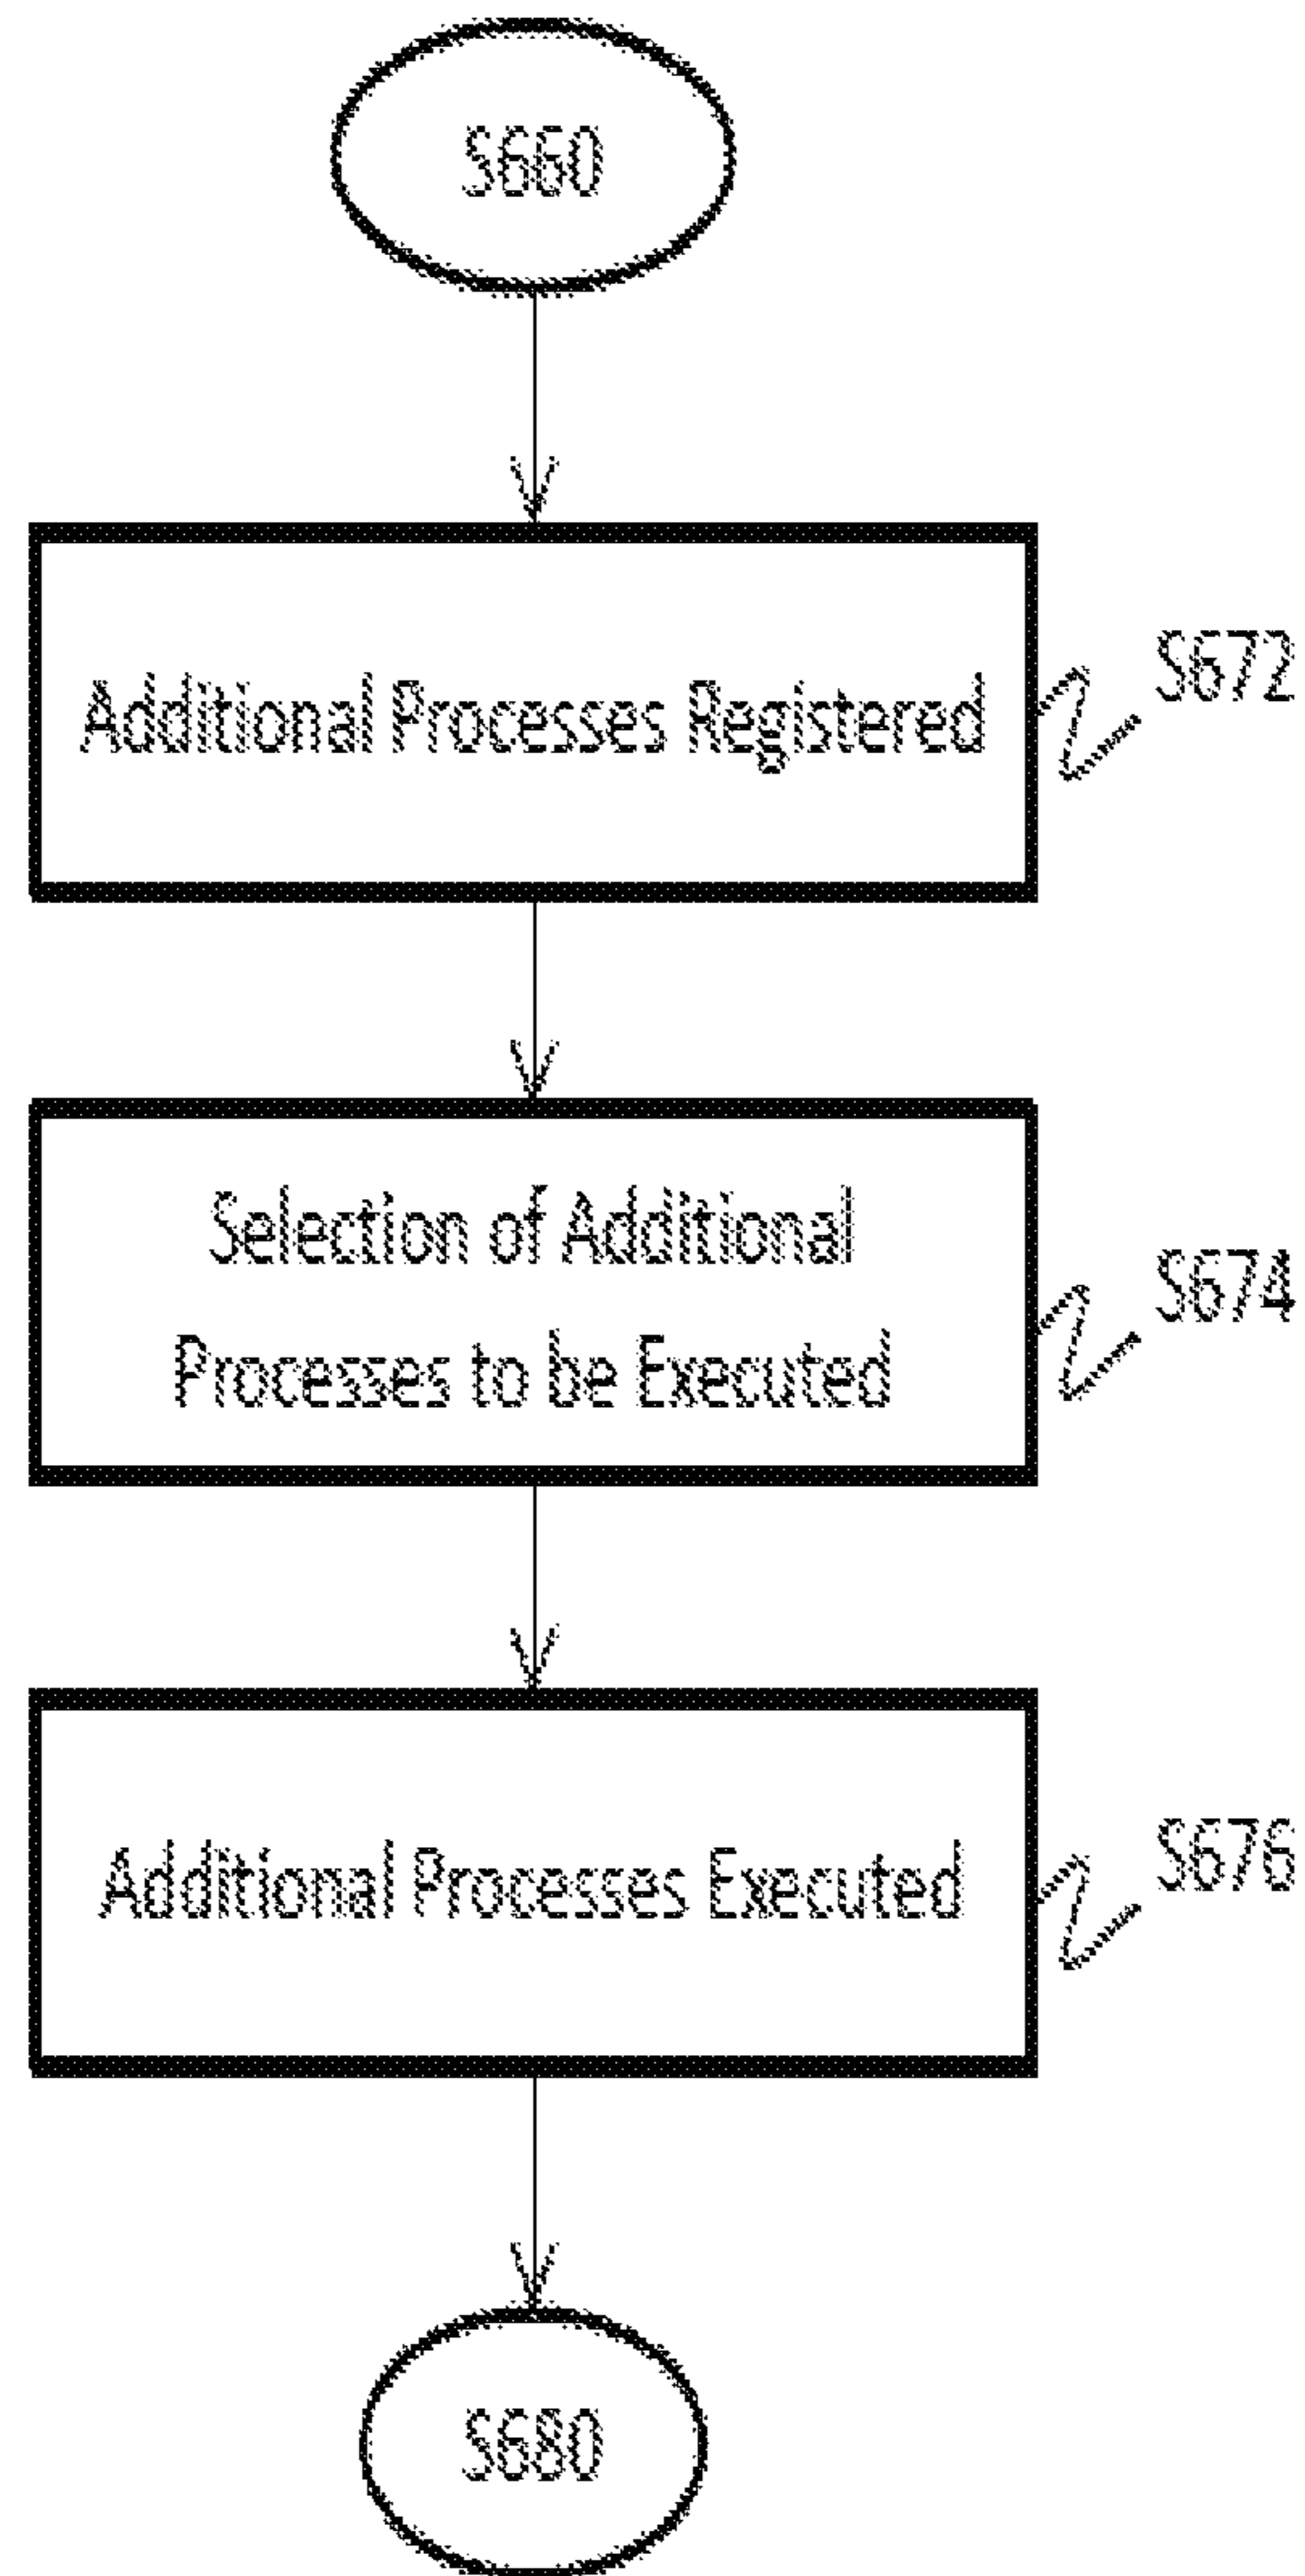 S660
Additional Processes Registered
S672
Selection of Additional
Processes to be Executed
S674
Additional Processes Executed
S676
S680